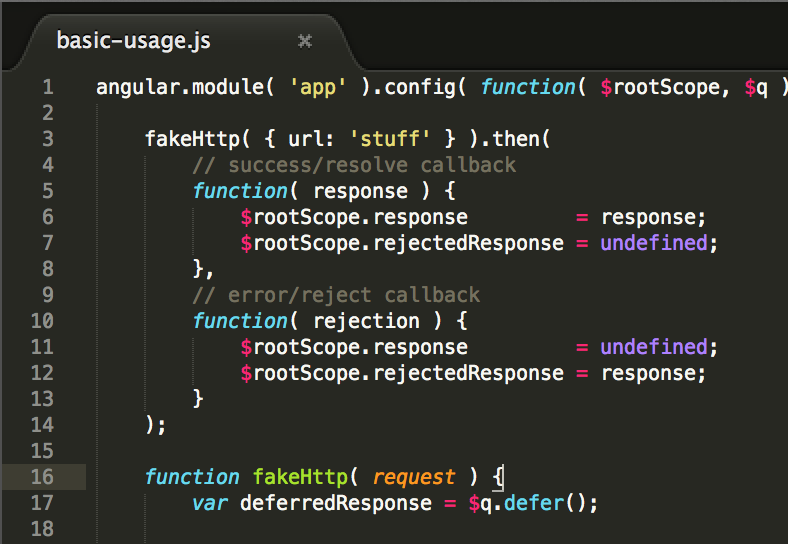 basic-usage.js ×
1 angular.module( 'app' ).config( function( $rootScope, $q )
2
3 fakeHttp( { url: 'stuff' } ).then(
4 // success/resolve callback
5 function( response ) {
6 $rootScope.response = response;
7 $rootScope.rejectedResponse = undefined;
8 },
9 // error/reject callback
10 function( rejection ) {
11 $rootScope.response = undefined;
12 $rootScope.rejectedResponse = response;
13 }
14 );
15
16 function fakeHttp( request ) {
17 var deferredResponse = $q.defer();
18